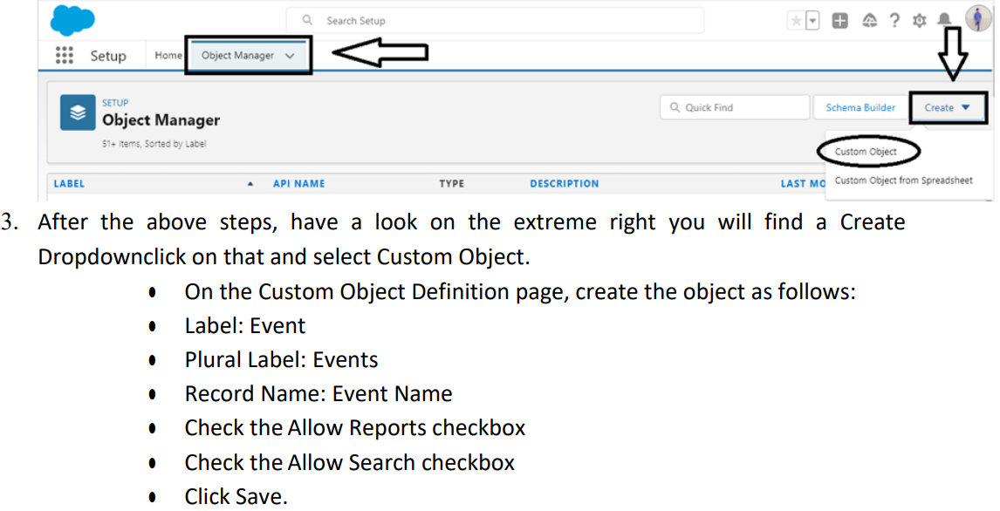 Search Setup
Setup Home Object Manager
SETUP
Object Manager
51+ Items, Sorted by Label
Quick Find Schema Builder Create
Custom Object
Custom Object from Spreadsheet
LABEL API NAME TYPE DESCRIPTION LAST MO
3. After the above steps, have a look on the extreme right you will find a Create
Dropdownclick on that and select Custom Object.
• On the Custom Object Definition page, create the object as follows:
• Label: Event
• Plural Label: Events
• Record Name: Event Name
• Check the Allow Reports checkbox
• Check the Allow Search checkbox
• Click Save.